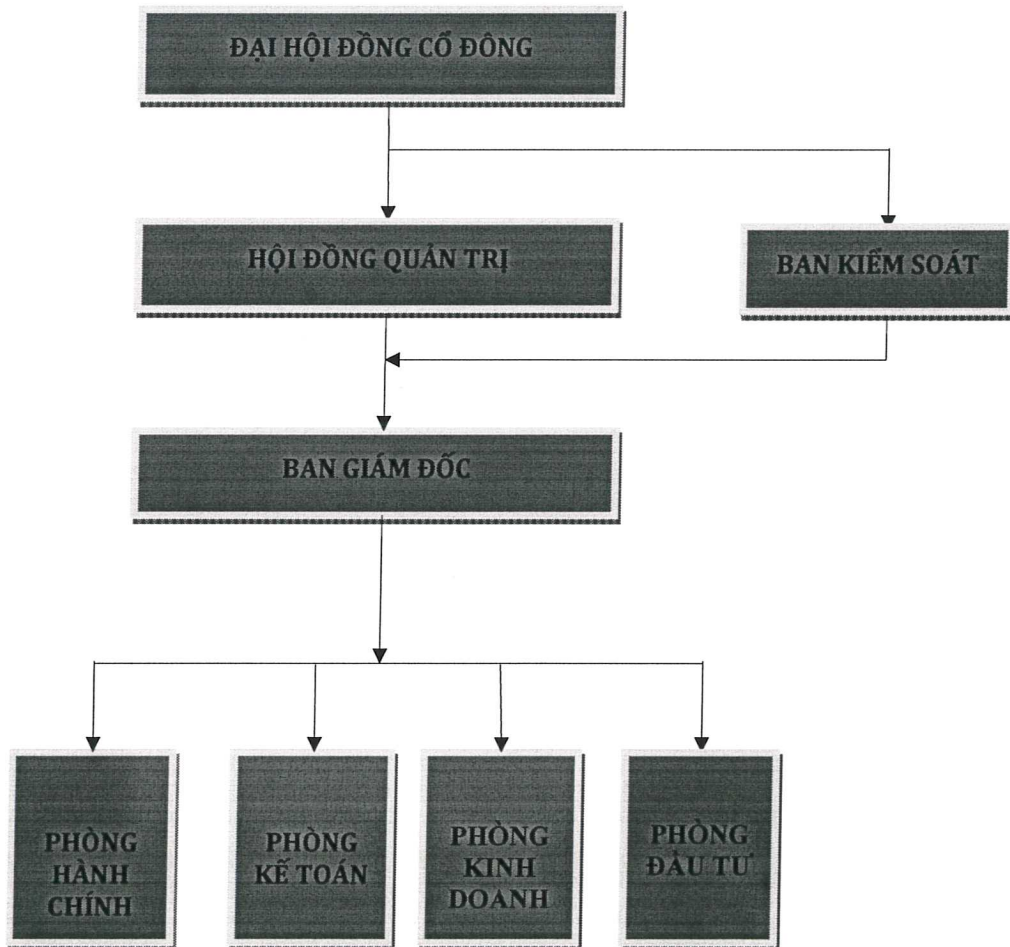 ĐẠI HỘI ĐỒNG CỔ ĐÔNG
HỘI ĐỒNG QUẢN TRỊ
BAN KIỂM SOÁT
BAN GIÁM ĐỐC
PHÒNG
HÀNH
CHÍNH
PHÒNG
KẾ TOÁN
PHÒNG
KINH
DOANH
PHÒNG
ĐẦU TƯ